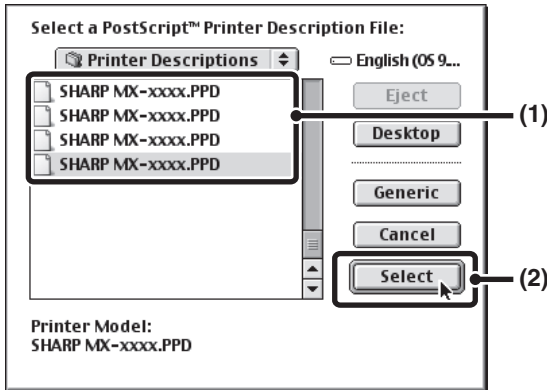 Select a PostScript™ Printer Description File:
Printer Descriptions
English (OS 9....
SHARP MX-xxxx.PPD
SHARP MX-xxxx.PPD
SHARP MX-xxxx.PPD
SHARP MX-xxxx.PPD
(1)
Eject
Desktop
Generic
Cancel
Select
(2)
Printer Model:
SHARP MX-xxxx.PPD